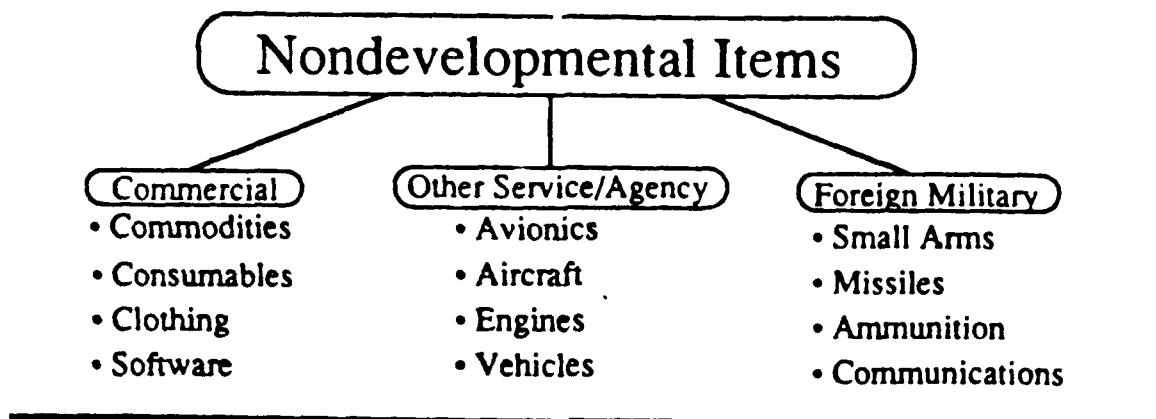 Nondevelopmental Items
Commercial
• Commodities
• Consumables
• Clothing
• Software
Other Service/Agency
• Avionics
• Aircraft
• Engines
• Vehicles
Foreign Military
• Small Arms
• Missiles
• Ammunition
• Communications